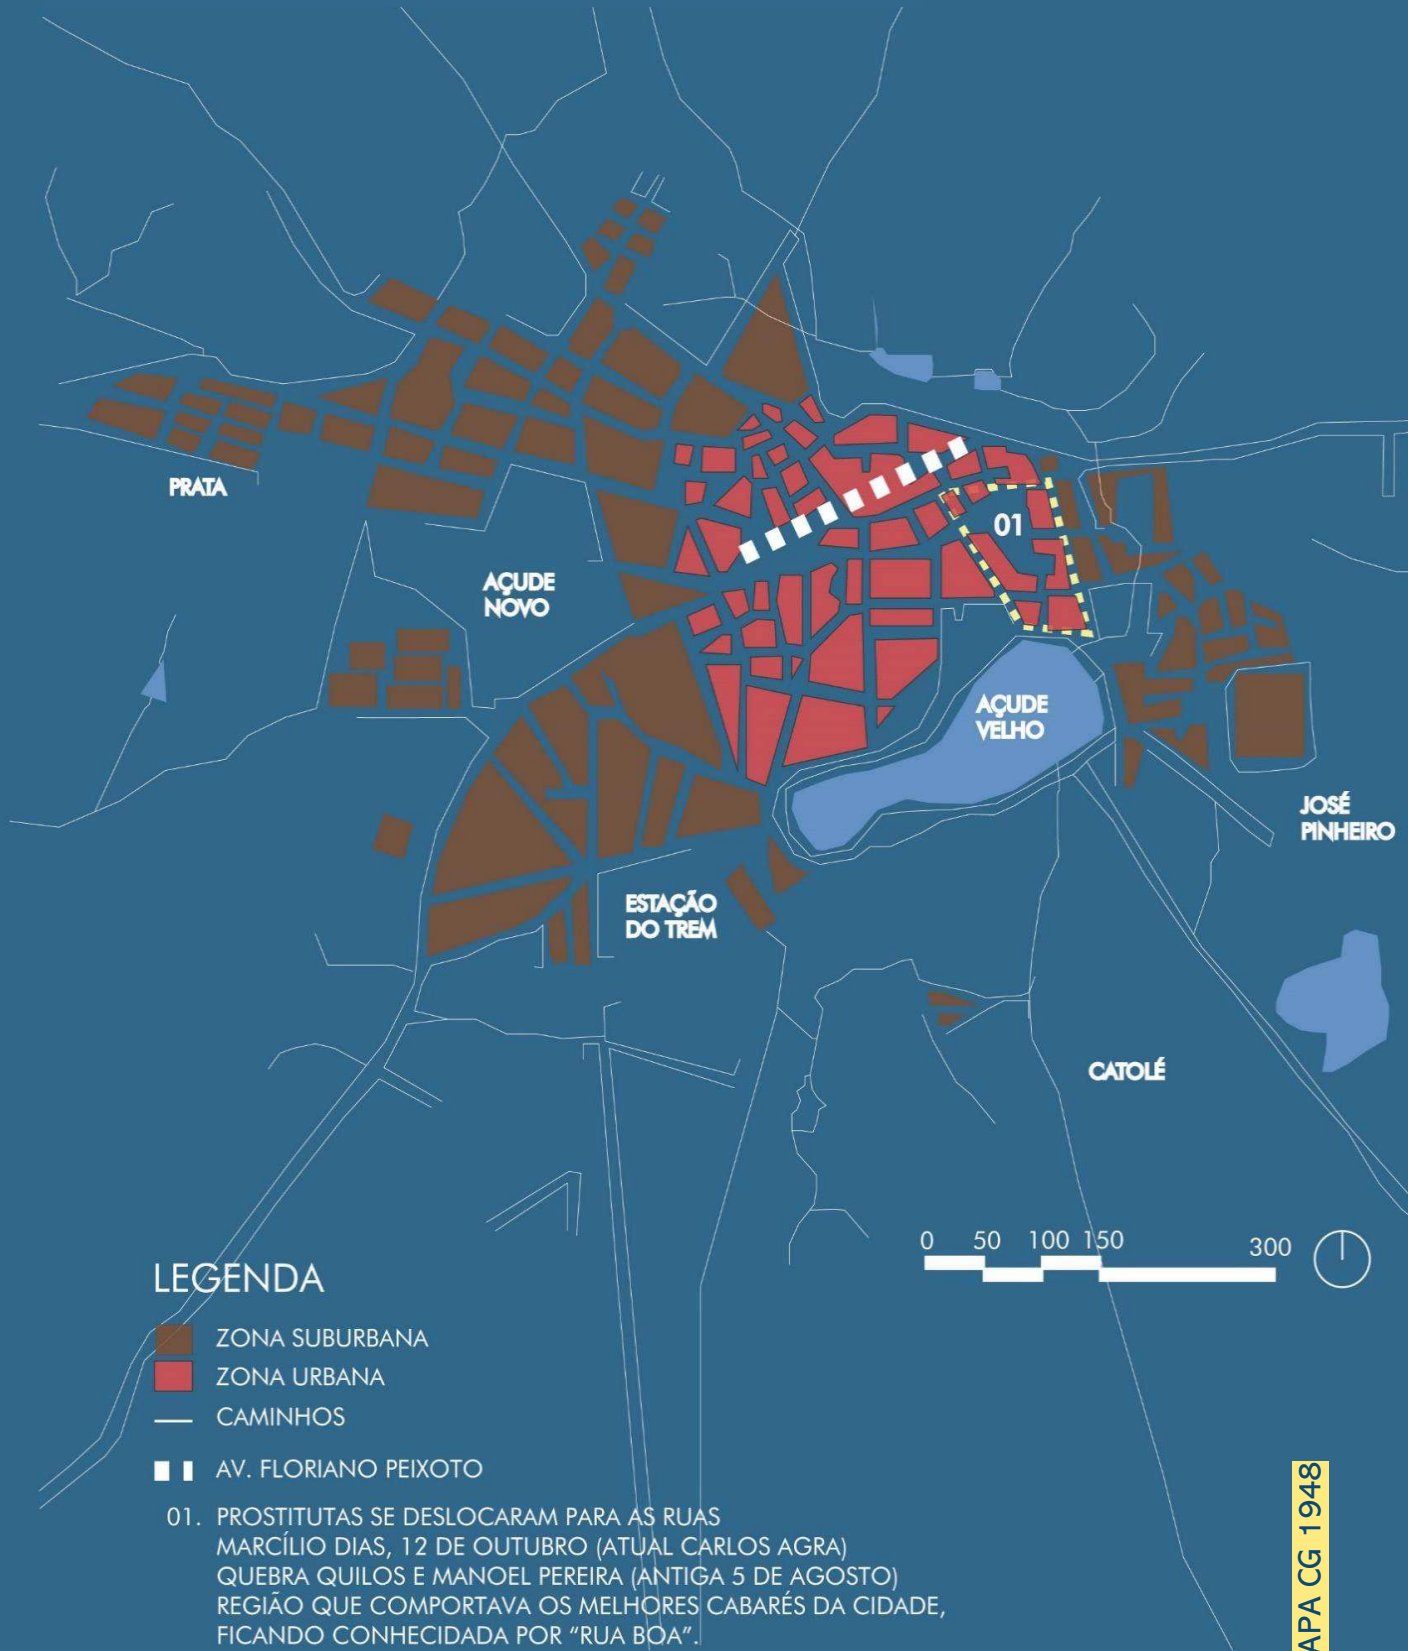 PRATA
AÇUDE
NOVO
01
AÇUDE
VELHO
JOSÉ
PINHEIRO
ESTAÇÃO
DO TREM
CATOLÉ
0 50 100 150 300
LEGENDA
ZONA SUBURBANA
ZONA URBANA
CAMINHOS
AV. FLORIANO PEIXOTO
01. PROSTITUTAS SE DESLOCARAM PARA AS RUAS
MARCÍLIO DIAS, 12 DE OUTUBRO (ATUAL CARLOS AGRA)
QUEBRA QUILOS E MANOEL PEREIRA (ANTIGA 5 DE AGOSTO)
REGIÃO QUE COMPORTAVA OS MELHORES CABARÉS DA CIDADE,
FICANDO CONHECIDADA POR “RUA BOA”.
APA CG 1948